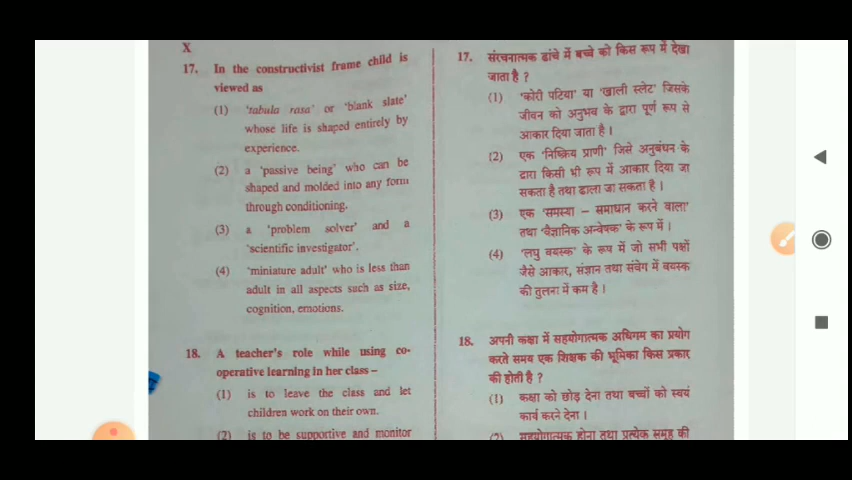 X
17. In the constructivist frame child is
viewed as
(1) 'tabula rasa' or 'blank slate'
whose life is shaped entirely by
experience.
(2) a 'passive being' who can be
shaped and molded into any form
through conditioning.
(3) a 'problem solver' and a
'scientific investigator'.
(4) 'miniature adult' who is less than
adult in all aspects such as size,
cognition, emotions.
18. A teacher's role while using co-
operative learning in her class –
(1) is to leave the class and let
children work on their own.
(2) is to be supportive and monitor
17. संरचनात्मक ढांचे में बच्चे को किस रूप में देखा
जाता है ?
(1) 'कोरी पटिया' या 'खाली स्लेट' जिसके
जीवन को अनुभव के द्वारा पूर्ण रूप से
आकार दिया जाता है ।
(2) एक 'निष्क्रिय प्राणी' जिसे अनुबंधन के
द्वारा किसी भी रूप में आकार दिया जा
सकता है तथा ढाला जा सकता है ।
(3) एक 'समस्या – समाधान करने वाला'
तथा 'वैज्ञानिक अन्वेषक' के रूप में ।
(4) 'लघु वयस्क' के रूप में जो सभी पक्षों
जैसे आकार, संज्ञान तथा संवेग में वयस्क
की तुलना में कम है ।
18. अपनी कक्षा में सहयोगात्मक अधिगम का प्रयोग
करते समय एक शिक्षक की भूमिका किस प्रकार
की होती है ?
(1) कक्षा को छोड़ देना तथा बच्चों को स्वयं
कार्य करने देना ।
(2) सहयोगात्मक होना तथा प्रत्येक समूह की